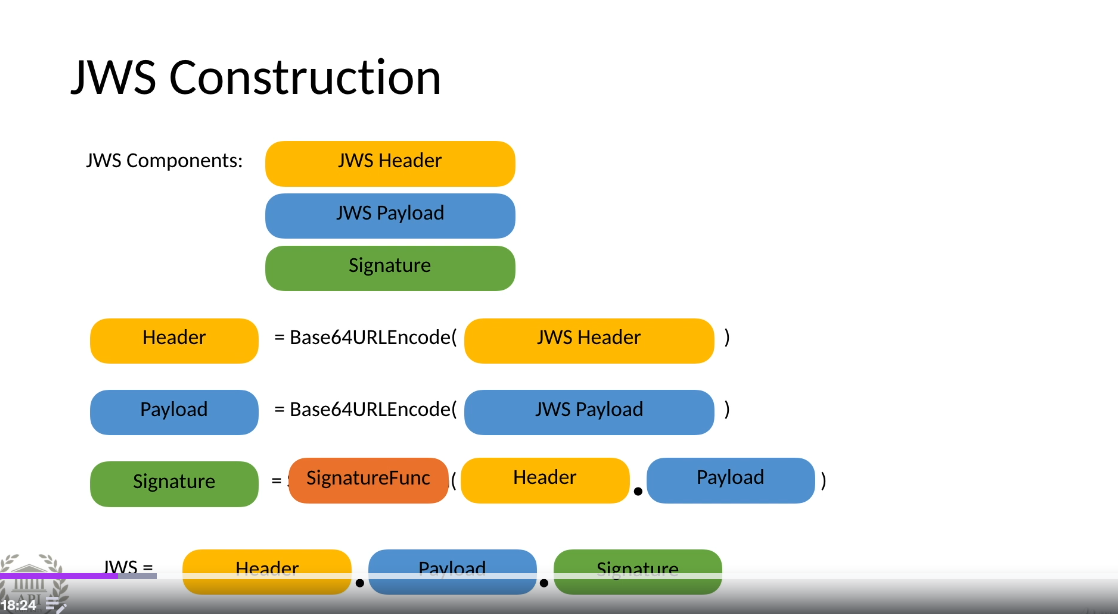 JWS Construction
JWS Components:
JWS Header
JWS Payload
Signature
Header = Base64URLEncode( JWS Header )
Payload = Base64URLEncode( JWS Payload )
Signature = SignatureFunc ( Header . Payload )
JWS = Header . Payload . Signature
API
18:24